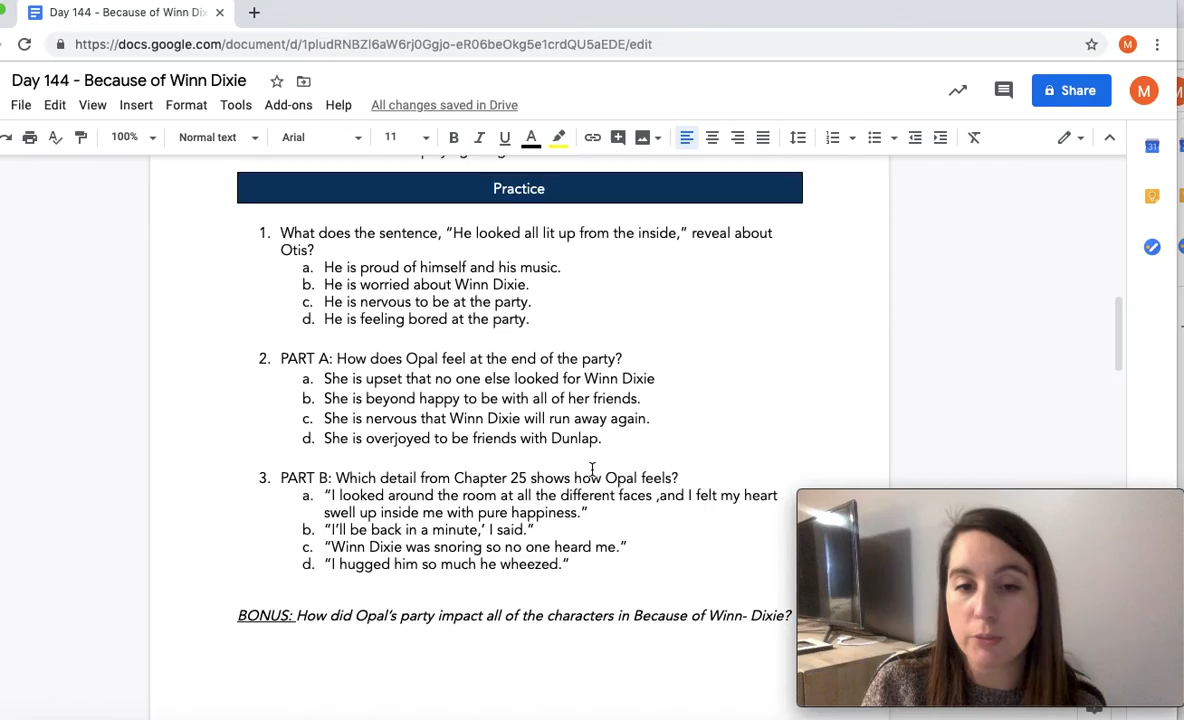 Day 144 - Because of Winn Dix
https://docs.google.com/document/d/1pludRNBZl6aW6rj0Ggjo-eR06beOkg5e1crdQU5aEDE/edit
M
Day 144 - Because of Winn Dixie
File Edit View Insert Format Tools Add-ons Help All changes saved in Drive
Share
M
100% Normal text Arial 11 B I U A
31
Practice
1. What does the sentence, “He looked all lit up from the inside,” reveal about
Otis?
a. He is proud of himself and his music.
b. He is worried about Winn Dixie.
c. He is nervous to be at the party.
d. He is feeling bored at the party.
2. PART A: How does Opal feel at the end of the party?
a. She is upset that no one else looked for Winn Dixie
b. She is beyond happy to be with all of her friends.
c. She is nervous that Winn Dixie will run away again.
d. She is overjoyed to be friends with Dunlap.
3. PART B: Which detail from Chapter 25 shows how Opal feels?
a. “I looked around the room at all the different faces ,and I felt my heart
swell up inside me with pure happiness.”
b. “I’ll be back in a minute,’ I said.”
c. “Winn Dixie was snoring so no one heard me.”
d. “I hugged him so much he wheezed.”
BONUS: How did Opal’s party impact all of the characters in Because of Winn- Dixie?